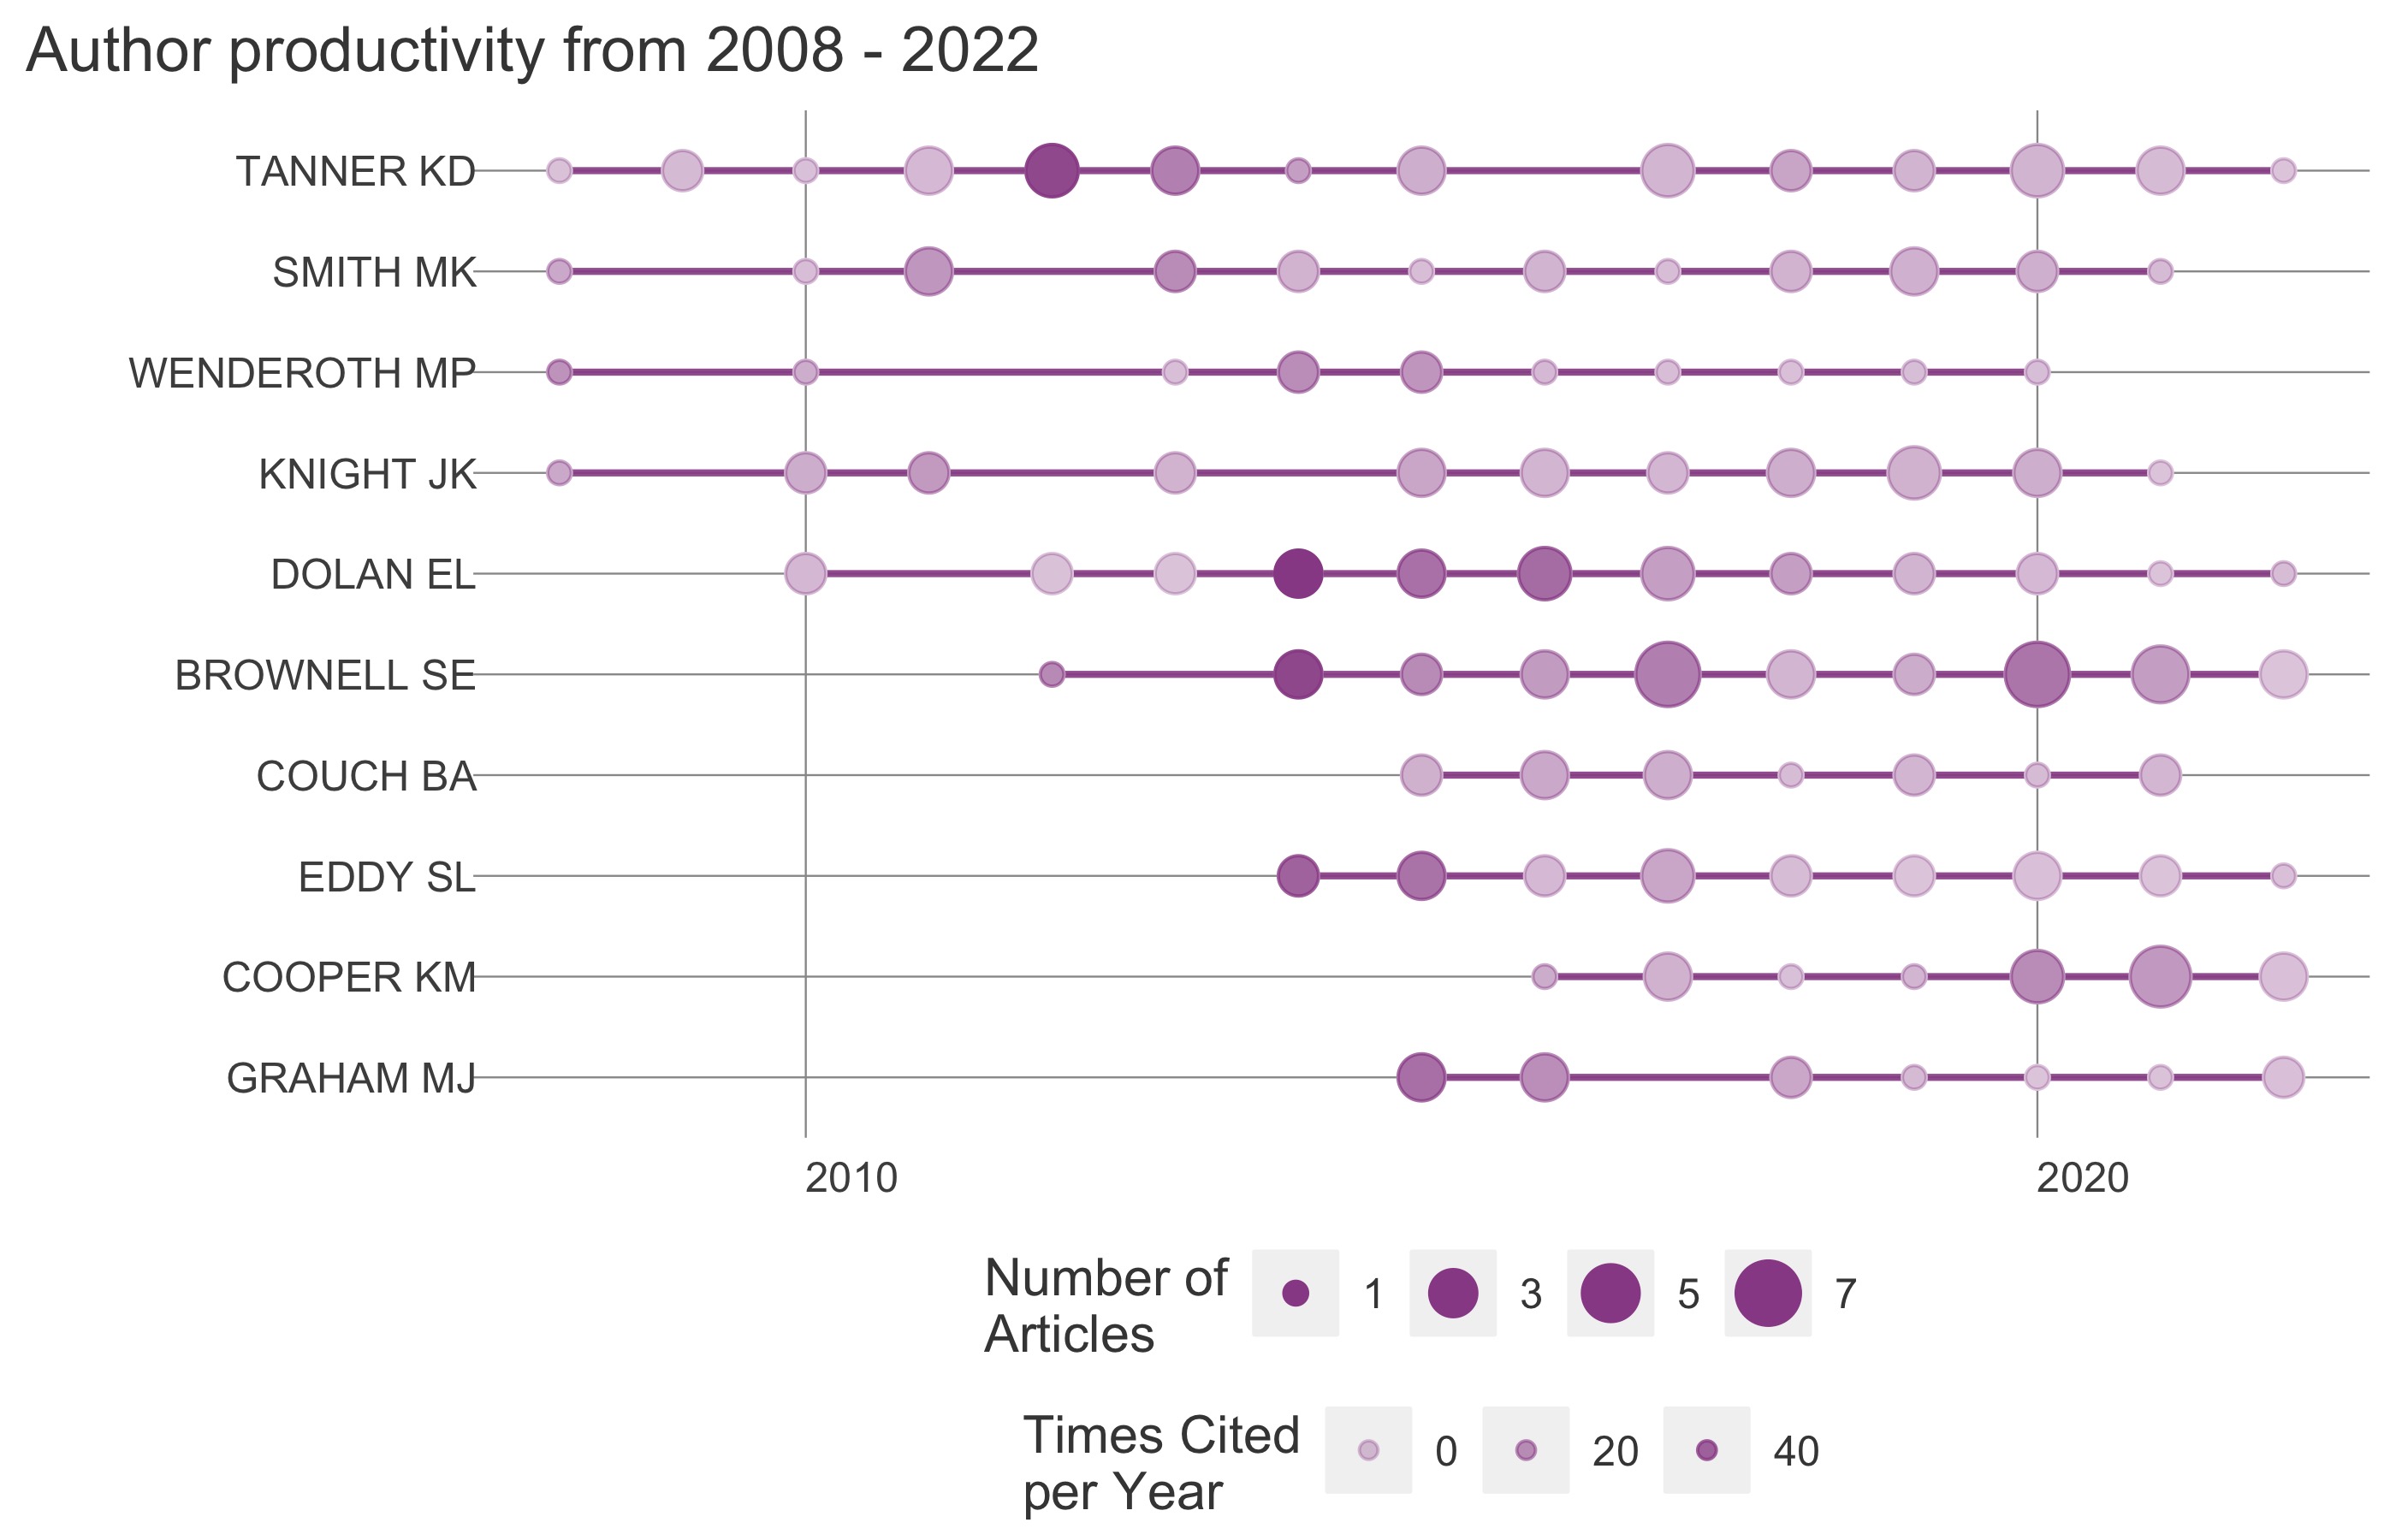 Author productivity from 2008 - 2022
TANNER KD
SMITH MK
WENDEROTH MP
KNIGHT JK
DOLAN EL
BROWNELL SE
COUCH BA
EDDY SL
COOPER KM
GRAHAM MJ
2010 2020
Number of
Articles
1 3 5 7
Times Cited
per Year
0 20 40